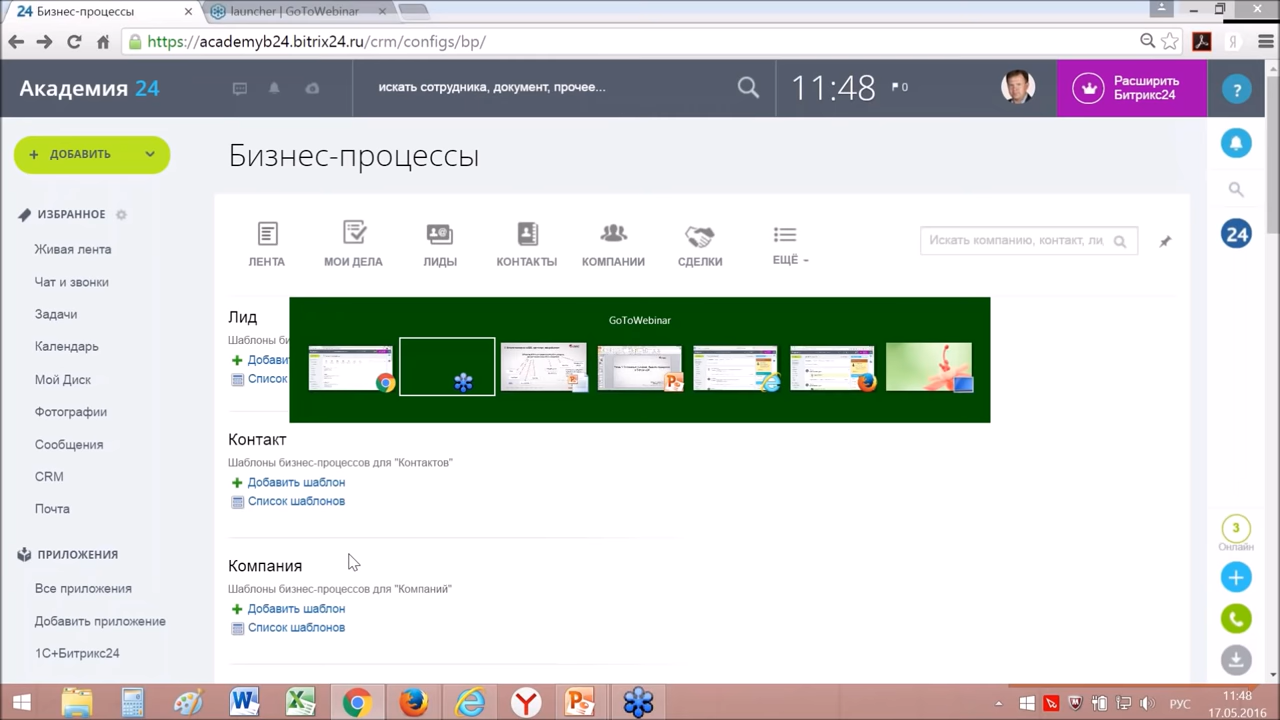 24 Бизнес-процессы
launcher | GoToWebinar
https://academyb24.bitrix24.ru/crm/configs/bp/
Я
Академия 24
искать сотрудника, документ, прочее...
11:48
0
Расширить
Битрикс24
?
+ ДОБАВИТЬ
Бизнес-процессы
ИЗБРАННОЕ
Живая лента
Чат и звонки
Задачи
Календарь
Мой Диск
Фотографии
Сообщения
CRM
Почта
ПРИЛОЖЕНИЯ
Все приложения
Добавить приложение
1С+Битрикс24
ЛЕНТА
МОИ ДЕЛА
ЛИДЫ
КОНТАКТЫ
КОМПАНИИ
СДЕЛКИ
ЕЩЁ
Искать компанию, контакт, ли,
24
Лид
Шаблоны би
Добави
Список
GoToWebinar
Контакт
Шаблоны бизнес-процессов для "Контактов"
Добавить шаблон
Список шаблонов
Компания
Шаблоны бизнес-процессов для "Компаний"
Добавить шаблон
Список шаблонов
3
Онлайн
РУС
11:48
17.05.2016